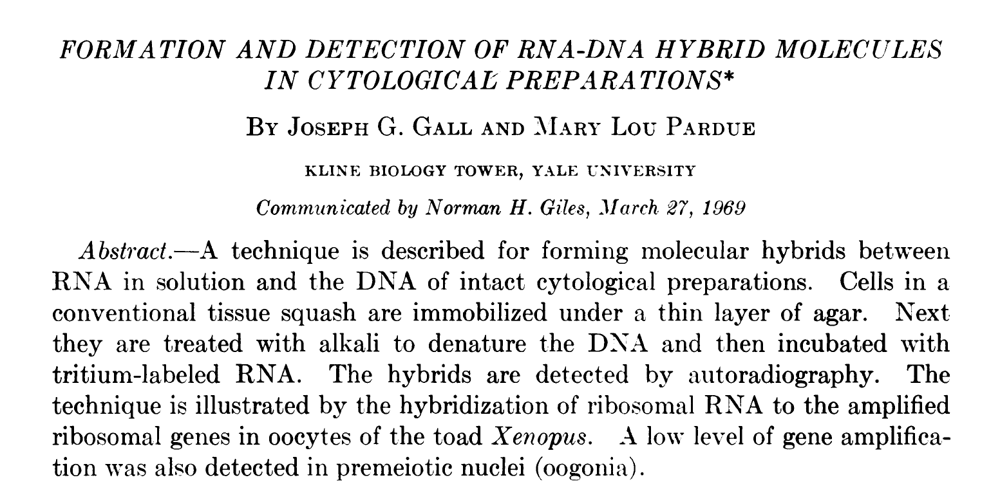 FORMATION AND DETECTION OF RNA-DNA HYBRID MOLECULES
IN CYTOLOGICAL PREPARATIONS*
BY JOSEPH G. GALL AND MARY LOU PARDUE
KLINE BIOLOGY TOWER, YALE UNIVERSITY
Communicated by Norman H. Giles, March 27, 1969
Abstract.—A technique is described for forming molecular hybrids between
RNA in solution and the DNA of intact cytological preparations. Cells in a
conventional tissue squash are immobilized under a thin layer of agar. Next
they are treated with alkali to denature the DNA and then incubated with
tritium-labeled RNA. The hybrids are detected by autoradiography. The
technique is illustrated by the hybridization of ribosomal RNA to the amplified
ribosomal genes in oocytes of the toad Xenopus. A low level of gene amplifica-
tion was also detected in premeiotic nuclei (oogonia).